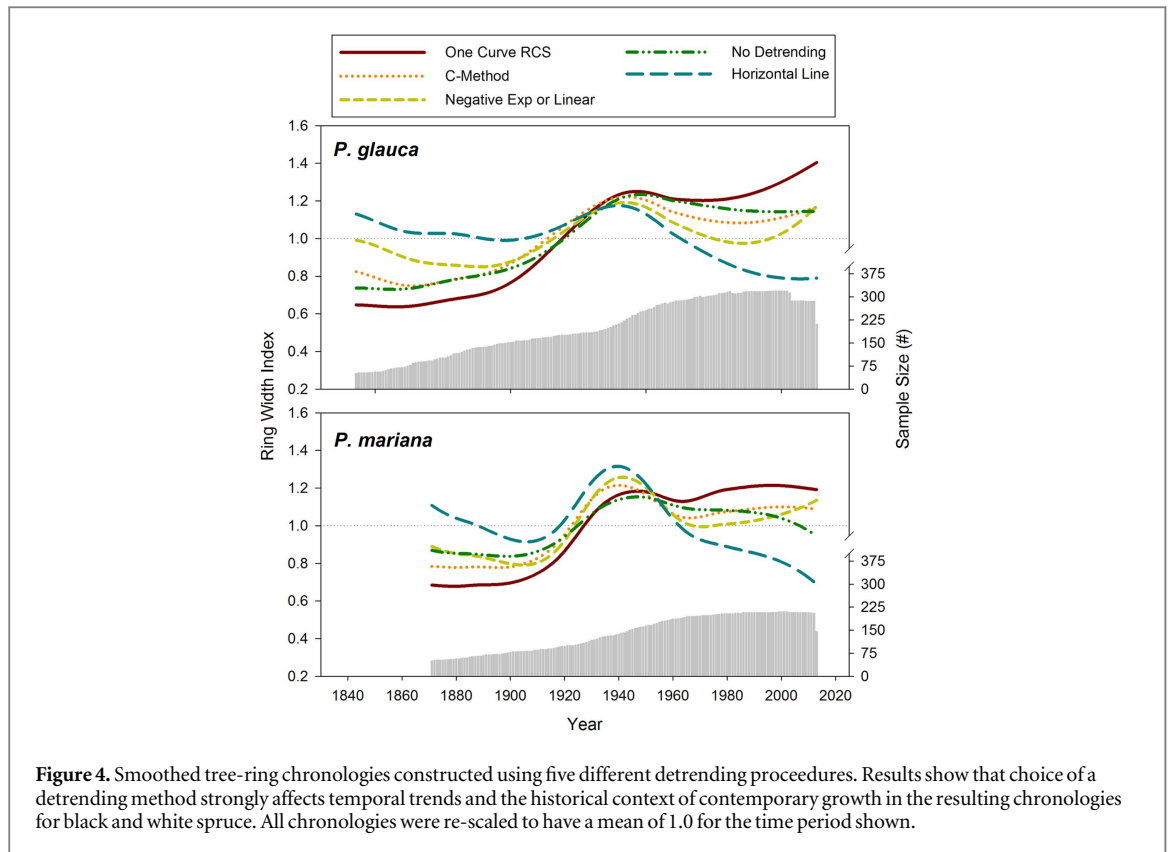 One Curve RCS
C-Method
Negative Exp or Linear
No Detrending
Horizontal Line
P. glauca
1.6
1.4
1.2
1.0
0.8
0.6
0.4
0.2
375
300
225
150
75
0
Ring Width Index
Sample Size (#)
P. mariana
1.6
1.4
1.2
1.0
0.8
0.6
0.4
0.2
375
300
225
150
75
0
1840 1860 1880 1900 1920 1940 1960 1980 2000 2020
Year
Figure 4. Smoothed tree-ring chronologies constructed using five different detrending proceedures. Results show that choice of a
detrending method strongly affects temporal trends and the historical context of contemporary growth in the resulting chronologies
for black and white spruce. All chronologies were re-scaled to have a mean of 1.0 for the time period shown.